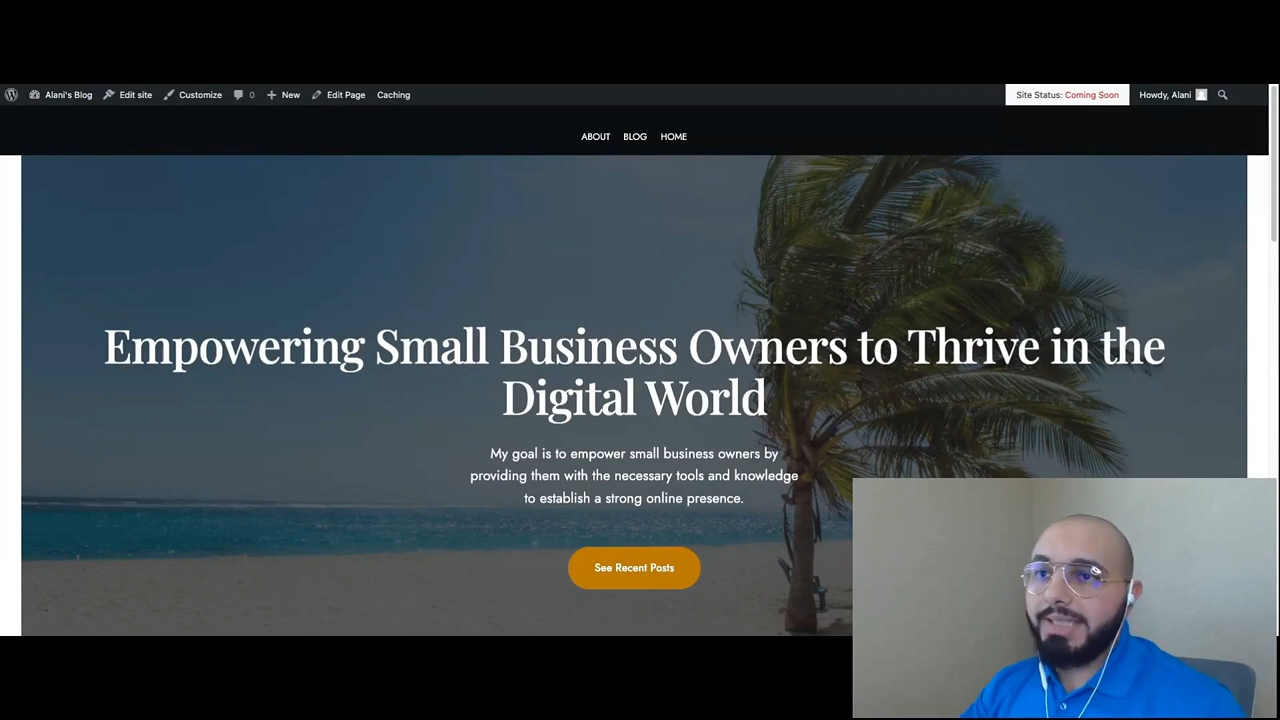 Alani's Blog Edit site Customize 0 New Edit Page Caching Site Status: Coming Soon Howdy, Alani
ABOUT BLOG HOME
Empowering Small Business Owners to Thrive in the
Digital World
My goal is to empower small business owners by
providing them with the necessary tools and knowledge
to establish a strong online presence.
See Recent Posts